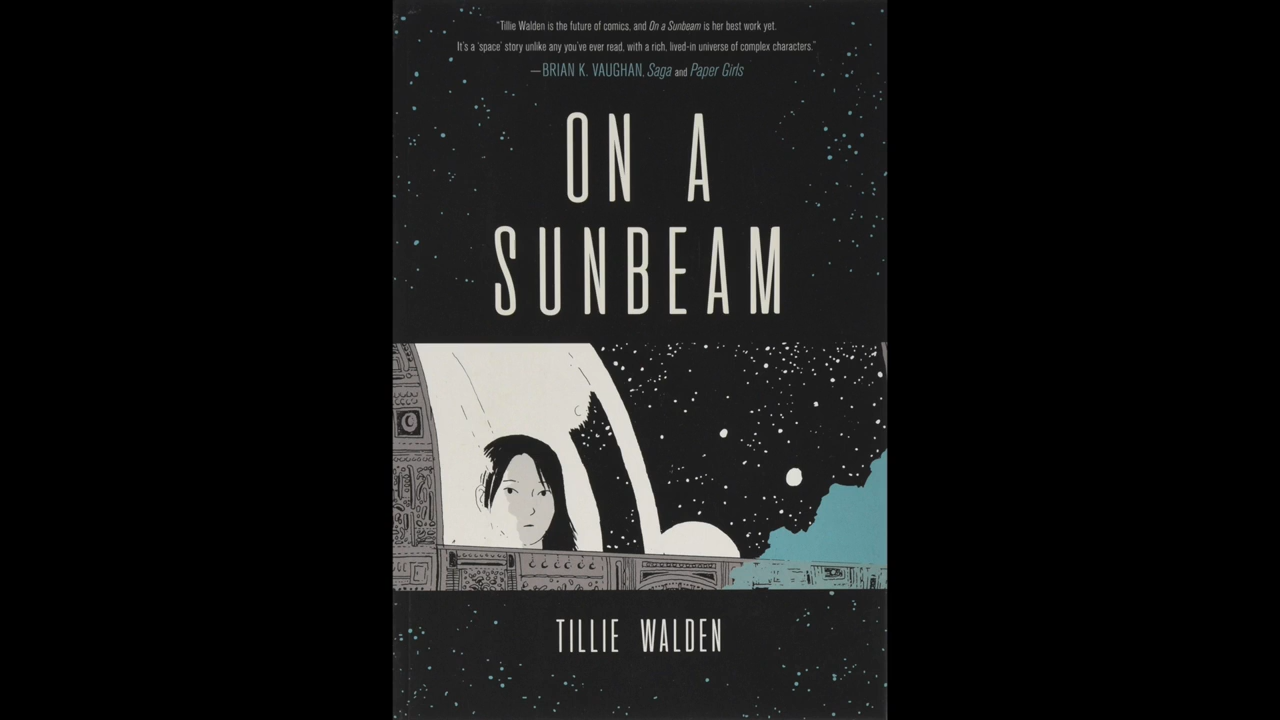 “Tillie Walden is the future of comics, and On a Sunbeam is her best work yet.
It’s a ‘space’ story unlike any you’ve ever read, with a rich, lived-in universe of complex characters.”
—BRIAN K. VAUGHAN, Saga and Paper Girls
ON A
SUNBEAM
TILLIE WALDEN